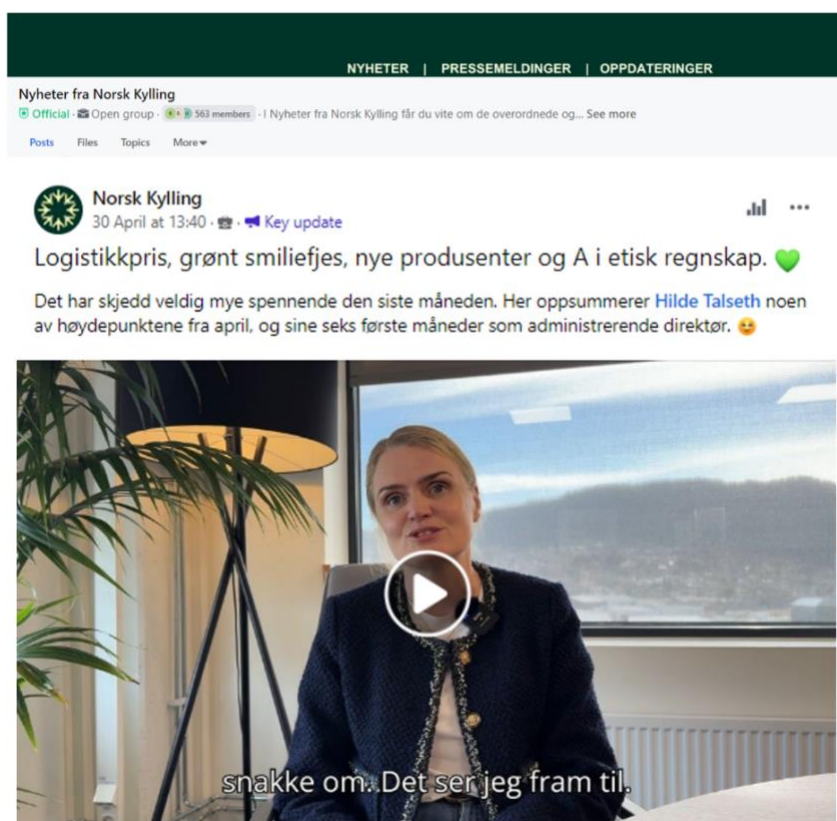 NYHETER | PRESSEMELDINGER | OPPDATERINGER
Nyheter fra Norsk Kylling
Official · Open group · 563 members · I Nyheter fra Norsk Kylling får du vite om de overordnede og... See more
Posts Files Topics More
Norsk Kylling
30 April at 13:40 · · Key update
Logistikkpris, grønt smiliefjes, nye produsenter og A i etisk regnskap.
Det har skjedd veldig mye spennende den siste måneden. Her oppsummerer Hilde Talseth noen
av høydepunktene fra april, og sine seks første måneder som administrerende direktør.
snakke om. Det ser jeg fram til.